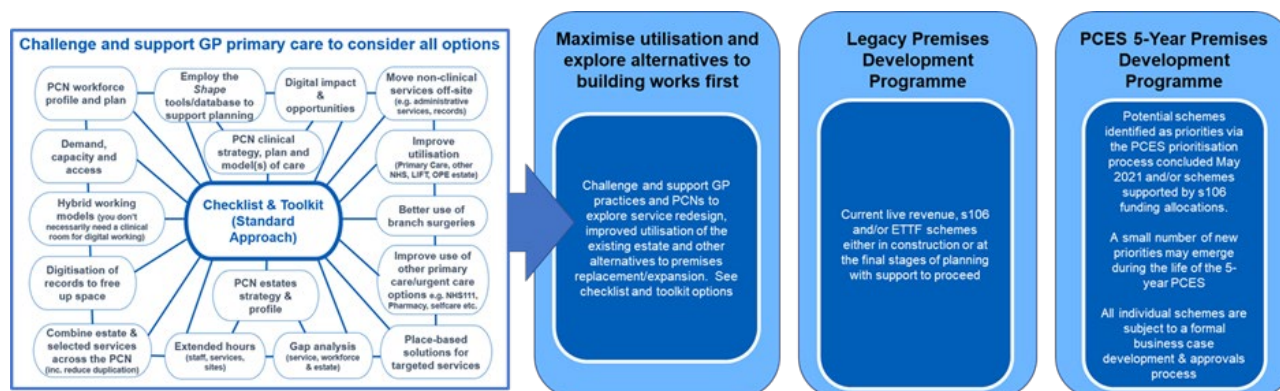 Challenge and support GP primary care to consider all options
PCN workforce
profile and plan
Employ the
Shape
tools/database to
support planning
Digital impact
&
opportunities
Move non-clinical
services off-site
(e.g. administrative
services, records)
Demand,
capacity and
access
PCN clinical
strategy, plan and
model(s) of care
Improve
utilisation
(Primary Care, other
NHS, LIFT, OPE estate)
Hybrid working
models (you don't
necessarily need a clinical
room for digital working)
Checklist & Toolkit
(Standard
Approach)
Better use of
branch surgeries
Digitisation of
records to free
up space
PCN estates
strategy &
profile
Improve use of
other primary
care/urgent care
options e.g. NHS111,
Pharmacy, selfcare etc.
Combine estate &
selected services
across the PCN
(inc. reduce duplication)
Extended hours
(staff, services,
sites)
Gap analysis
(service, workforce
& estate)
Place-based
solutions for
targeted services
Maximise utilisation and
explore alternatives to
building works first
Challenge and support GP
practices and PCNs to
explore service redesign,
improved utilisation of the
existing estate and other
alternatives to premises
replacement/expansion. See
checklist and toolkit options
Legacy Premises
Development
Programme
Current live revenue, s106
and/or ETTF schemes
either in construction or at
the final stages of planning
with support to proceed
PCES 5-Year Premises
Development
Programme
Potential schemes
identified as priorities via
the PCES prioritisation
process concluded May
2021 and/or schemes
supported by s106
funding allocations.
A small number of new
priorities may emerge
during the life of the 5-
year PCES
All individual schemes are
subject to a formal
business case
development & approvals
process